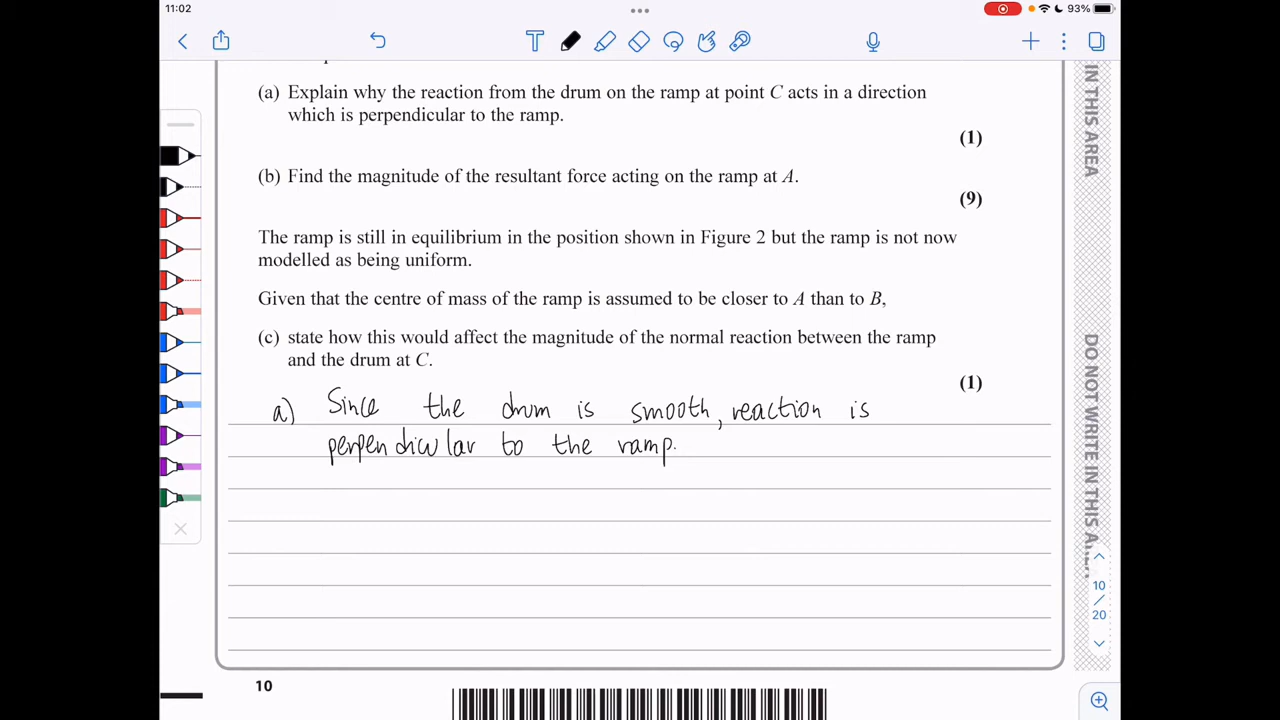 11:02
93%
(a) Explain why the reaction from the drum on the ramp at point C acts in a direction
which is perpendicular to the ramp.
(1)
(b) Find the magnitude of the resultant force acting on the ramp at A.
(9)
The ramp is still in equilibrium in the position shown in Figure 2 but the ramp is not now
modelled as being uniform.
Given that the centre of mass of the ramp is assumed to be closer to A than to B,
(c) state how this would affect the magnitude of the normal reaction between the ramp
and the drum at C.
(1)
a) Since the drum is smooth, reaction is
perpendicular to the ramp.
10
IN THIS AREA
DO NOT WRITE IN THIS
10
/
20